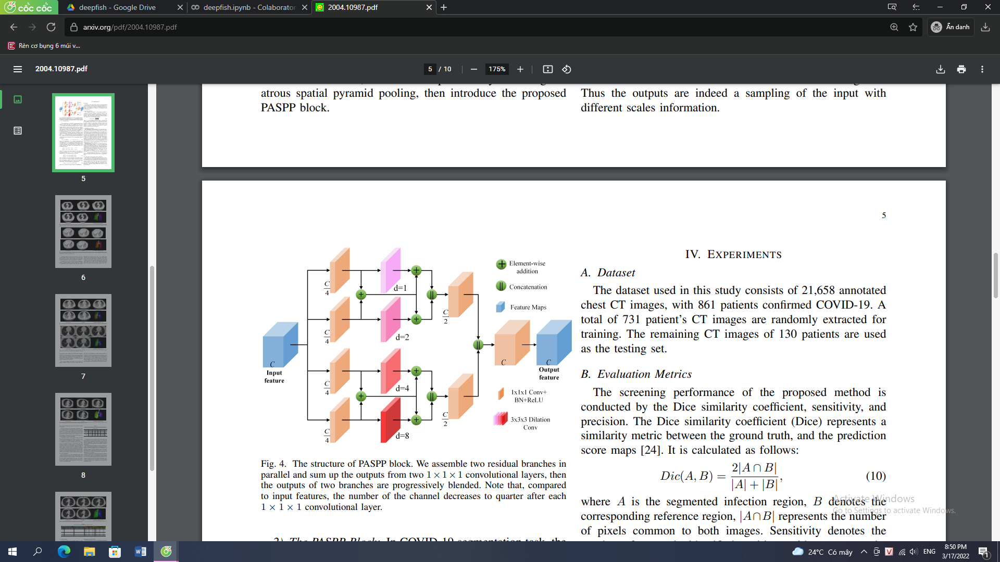 cốc cốc
deepfish - Google Drive
deepfish.ipynb - Colaborator
2004.10987.pdf
arxiv.org/pdf/2004.10987.pdf
Ẩn danh
Rèn cơ bụng 6 múi v...
2004.10987.pdf
5 / 10
175%
5
6
7
8
atrous spatial pyramid pooling, then introduce the proposed
PASPP block.
Thus the outputs are indeed a sampling of the input with
different scales information.
5
C/4
C/4
C/4
C/4
d=1
d=2
d=4
d=8
C/2
C/2
C
Input
feature
C
C
Output
feature
Element-wise
addition
Concatenation
Feature Maps
1x1x1 Conv+
BN+ReLU
3x3x3 Dilation
Conv
Fig. 4. The structure of PASPP block. We assemble two residual branches in
parallel and sum up the outputs from two 1 × 1 × 1 convolutional layers, then
the outputs of two branches are progressively blended. Note that, compared
to input features, the number of the channel decreases to quarter after each
1 × 1 × 1 convolutional layer.
2) The PASPP Block: In COVID-19 segmentation task, the
IV. EXPERIMENTS
A. Dataset
The dataset used in this study consists of 21,658 annotated
chest CT images, with 861 patients confirmed COVID-19. A
total of 731 patient's CT images are randomly extracted for
training. The remaining CT images of 130 patients are used
as the testing set.
B. Evaluation Metrics
The screening performance of the proposed method is
conducted by the Dice similarity coefficient, sensitivity, and
precision. The Dice similarity coefficient (Dice) represents a
similarity metric between the ground truth, and the prediction
score maps [24]. It is calculated as follows:
Dic(A, B) = 2|A ∩ B| / |A| + |B|, (10)
where A is the segmented infection region, B denotes the
corresponding reference region, |A∩B| represents the number
of pixels common to both images. Sensitivity denotes the
Activate Windows
Go to Settings to activate Windows.
24°C Có mây
ENG
8:50 PM
3/17/2022
1